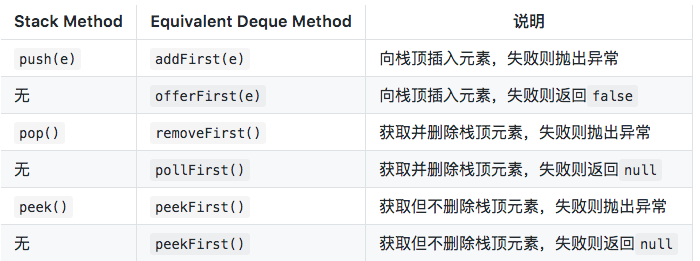 Stack Method Equivalent Deque Method 说明
push(e) addFirst(e) 向栈顶插入元素，失败则抛出异常
无 offerFirst(e) 向栈顶插入元素，失败则返回 false
pop() removeFirst() 获取并删除栈顶元素，失败则抛出异常
无 pollFirst() 获取并删除栈顶元素，失败则返回 null
peek() peekFirst() 获取但不删除栈顶元素，失败则抛出异常
无 peekFirst() 获取但不删除栈顶元素，失败则返回 null